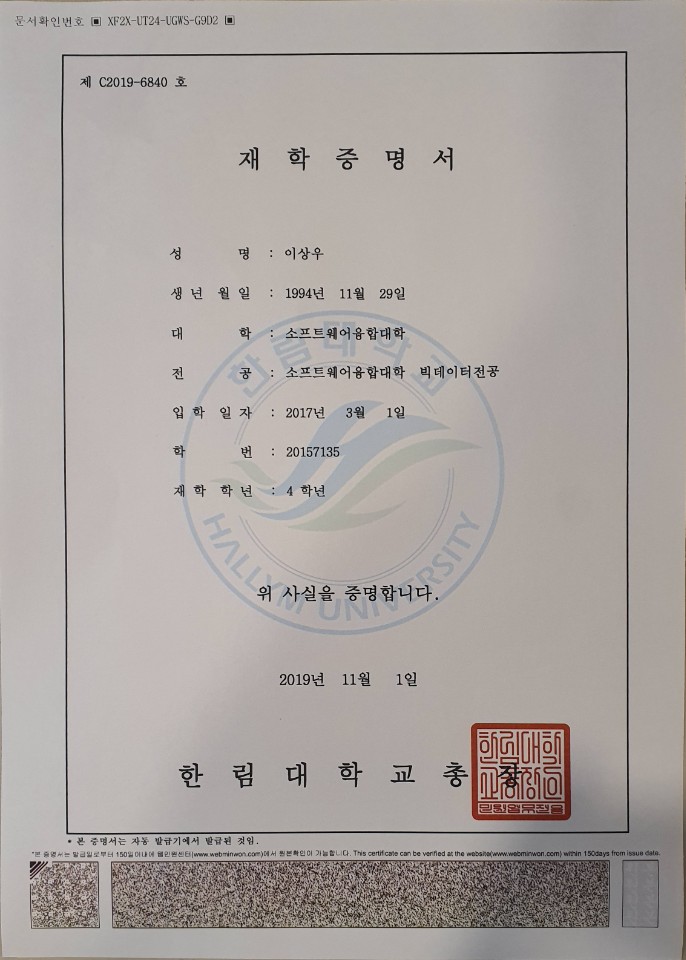 문서확인번호 ▣ XF2X-UT24-UGWS-G9D2 ▣
제 C2019-6840 호
재 학 증 명 서
성 명 : 이상우
생 년 월 일 : 1994년 11월 29일
대 학 : 소프트웨어융합대학
전 공 : 소프트웨어융합대학 빅데이터전공
입 학 일 자 : 2017년 3월 1일
학 번 : 20157135
재 학 학 년 : 4 학년
한림대학교
HALLYM UNIVERSITY
위 사실을 증명합니다.
2019년 11월 1일
한 림 대 학 교 총 장
* 본 증명서는 자동 발급기에서 발급된 것임.
*본 증명서는 발급일로부터 150일이내에 웹민원센터(www.webminwon.com)에서 원본확인이 가능합니다. This certificate can be verified at the website(www.webminwon.com) within 150days from issue date.